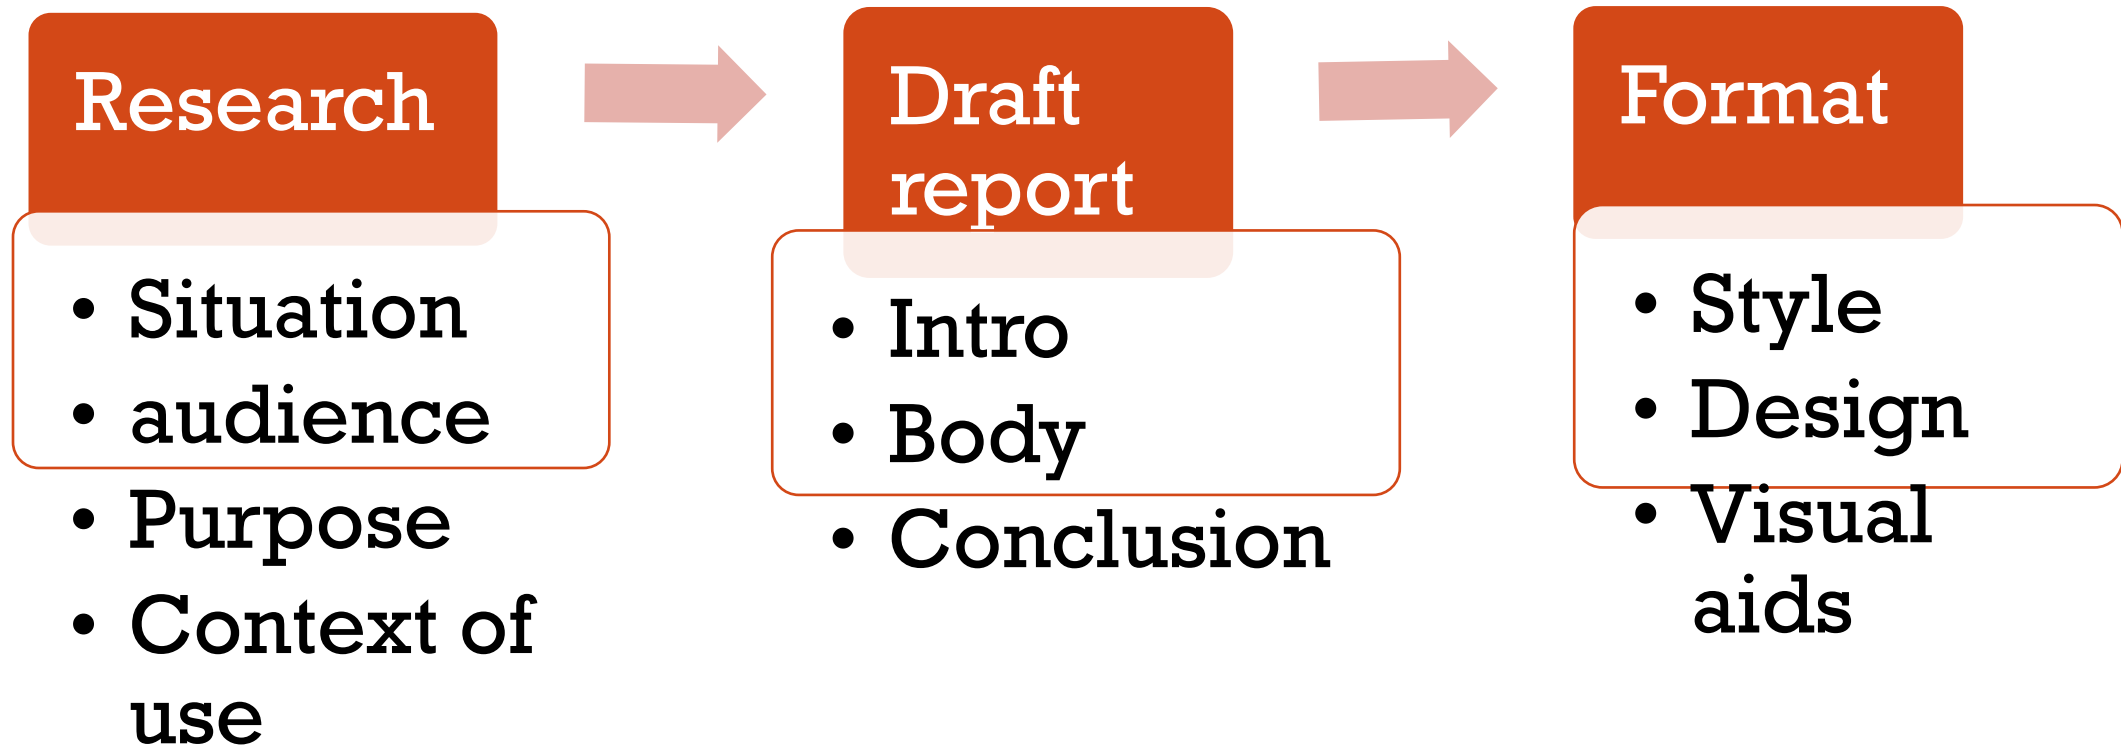 Research
• Situation
• audience
• Purpose
• Context of
use
Draft
report
• Intro
• Body
• Conclusion
Format
• Style
• Design
• Visual
aids